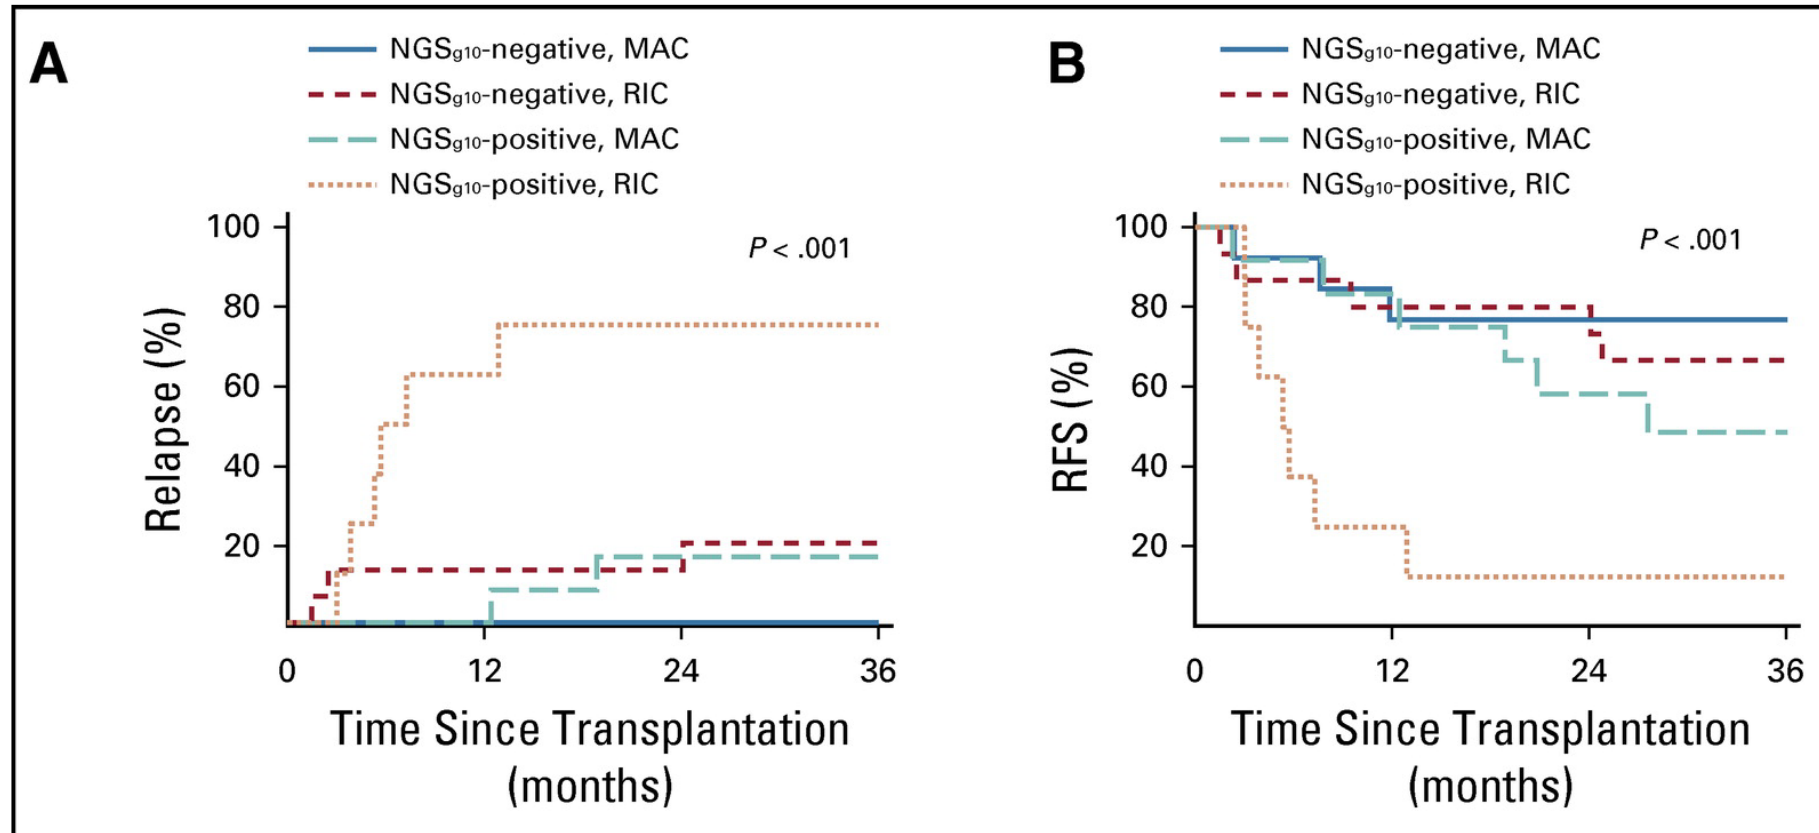 A
NGSg10-negative, MAC
NGSg10-negative, RIC
NGSg10-positive, MAC
NGSg10-positive, RIC
P < .001
Relapse (%)
100
80
60
40
20
0 12 24 36
Time Since Transplantation
(months)
B
NGSg10-negative, MAC
NGSg10-negative, RIC
NGSg10-positive, MAC
NGSg10-positive, RIC
P < .001
RFS (%)
100
80
60
40
20
0 12 24 36
Time Since Transplantation
(months)